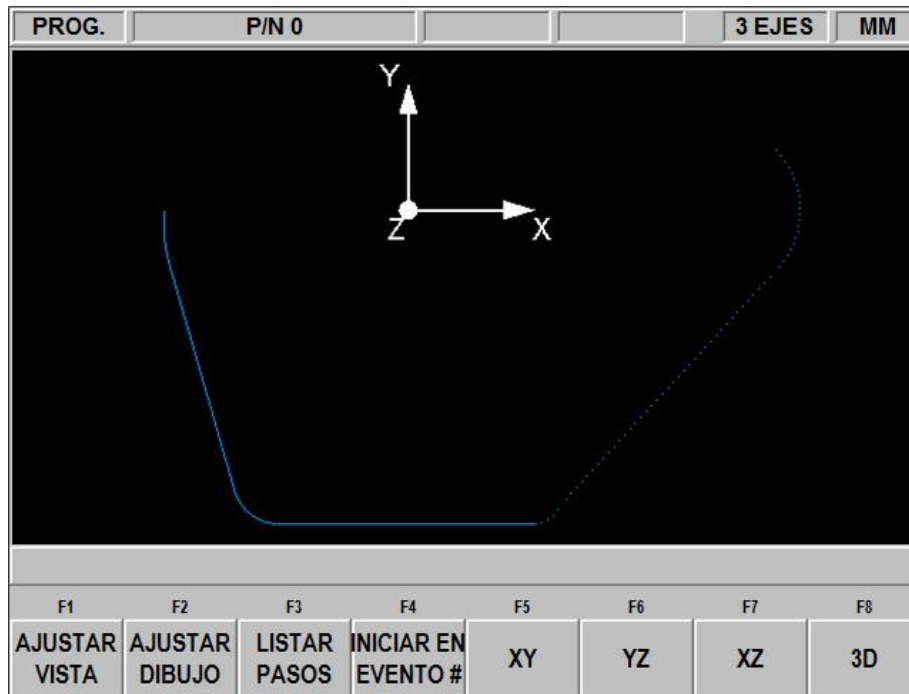 PROG. P/N 0 3 EJES MM
Y
Z X
F1 F2 F3 F4 F5 F6 F7 F8
AJUSTAR AJUSTAR LISTAR INICIAR EN XY YZ XZ 3D
VISTA DIBUJO PASOS EVENTO #